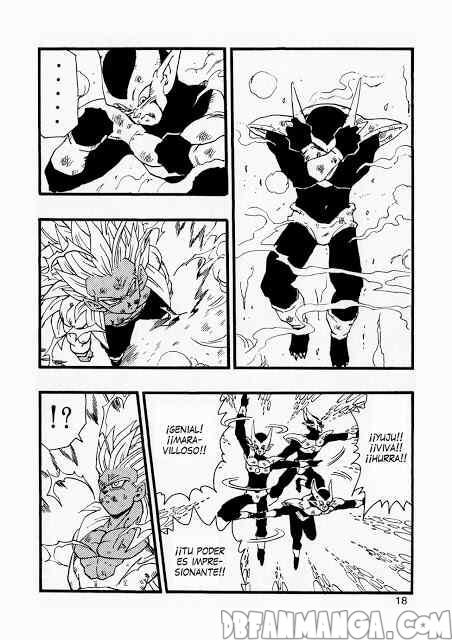 .....
¡¡YUJU!!
¡¡VIVA!!
¡¡HURRA!!
¡GENIAL!
¡¡MARA-
VILLOSO!!
¡¡TU PODER
ES IMPRE-
SIONANTE!!
!?
18
DBFANMANGA.COM